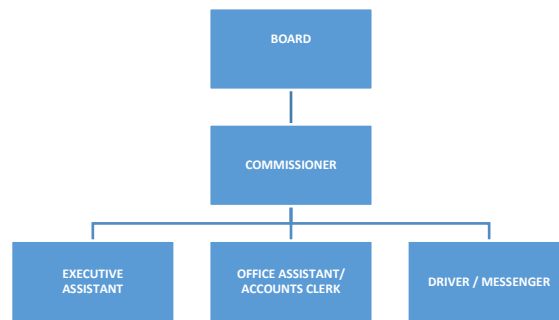 BOARD
COMMISSIONER
EXECUTIVE
ASSISTANT
OFFICE ASSISTANT/
ACCOUNTS CLERK
DRIVER / MESSENGER